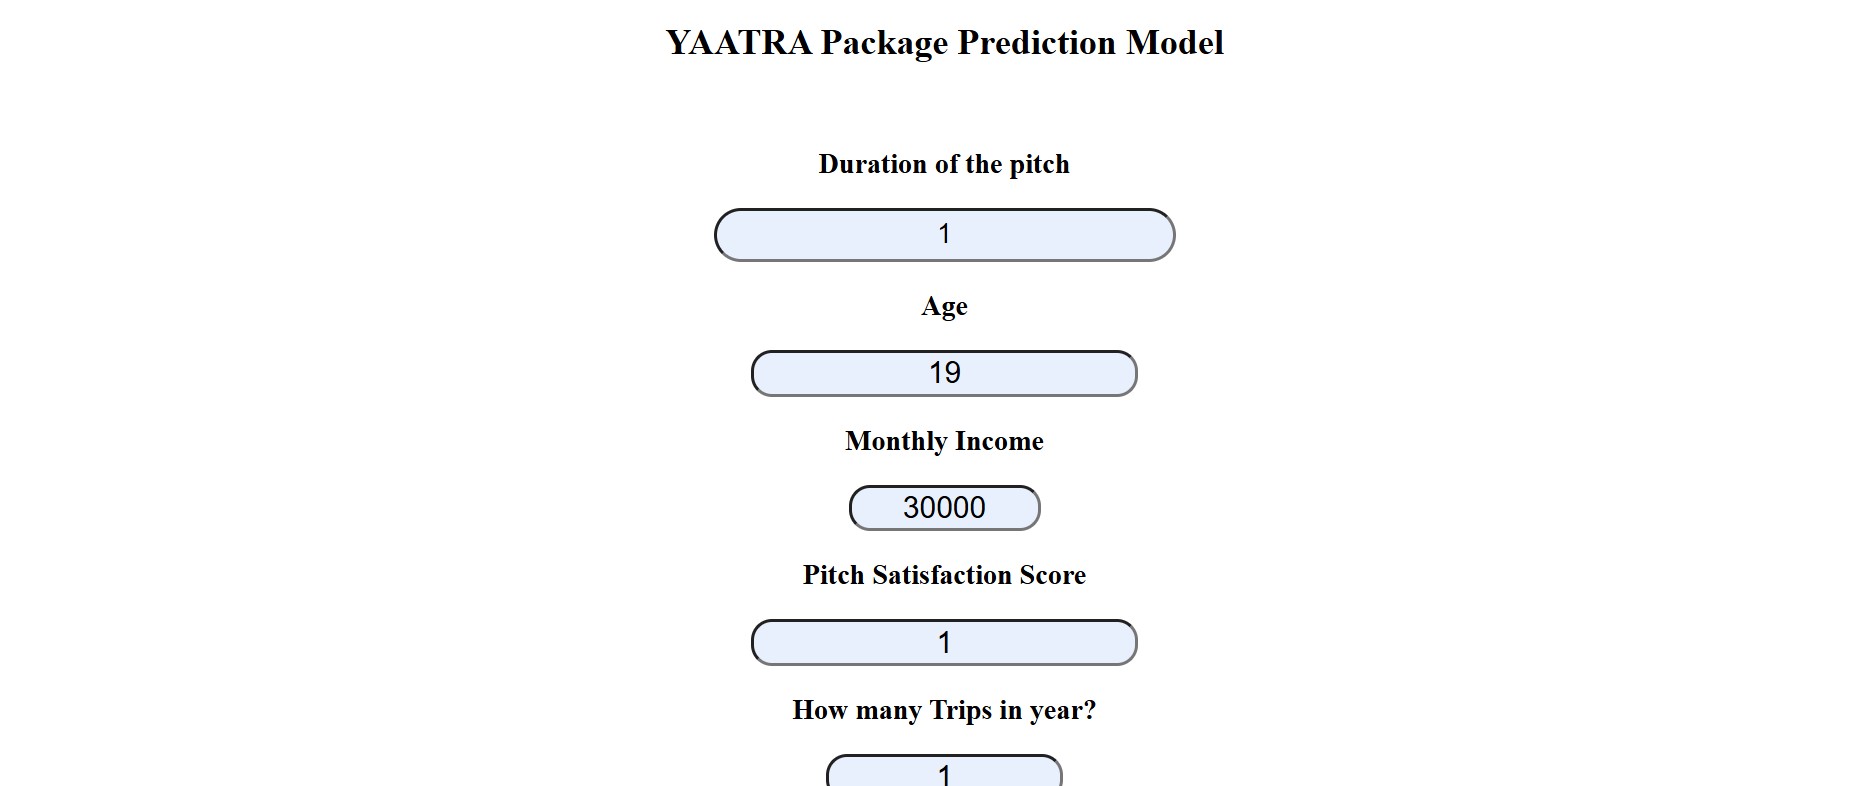 YAATRA Package Prediction Model
Duration of the pitch
1
Age
19
Monthly Income
30000
Pitch Satisfaction Score
1
How many Trips in year?
1